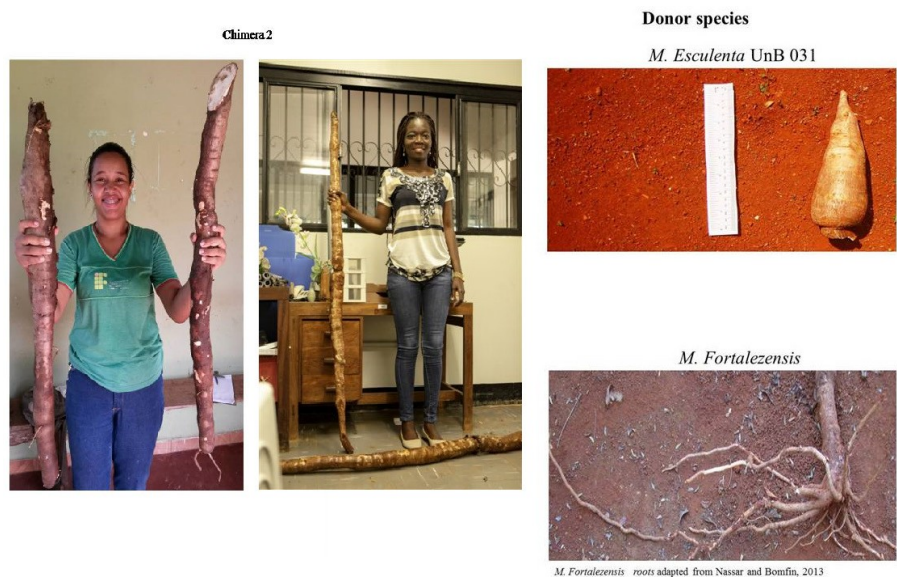 Chimera 2
Donor species
M. Esculenta UnB 031
M. Fortalezensis
M. Fortalezensis roots adapted from Nassar and Bomfin, 2013